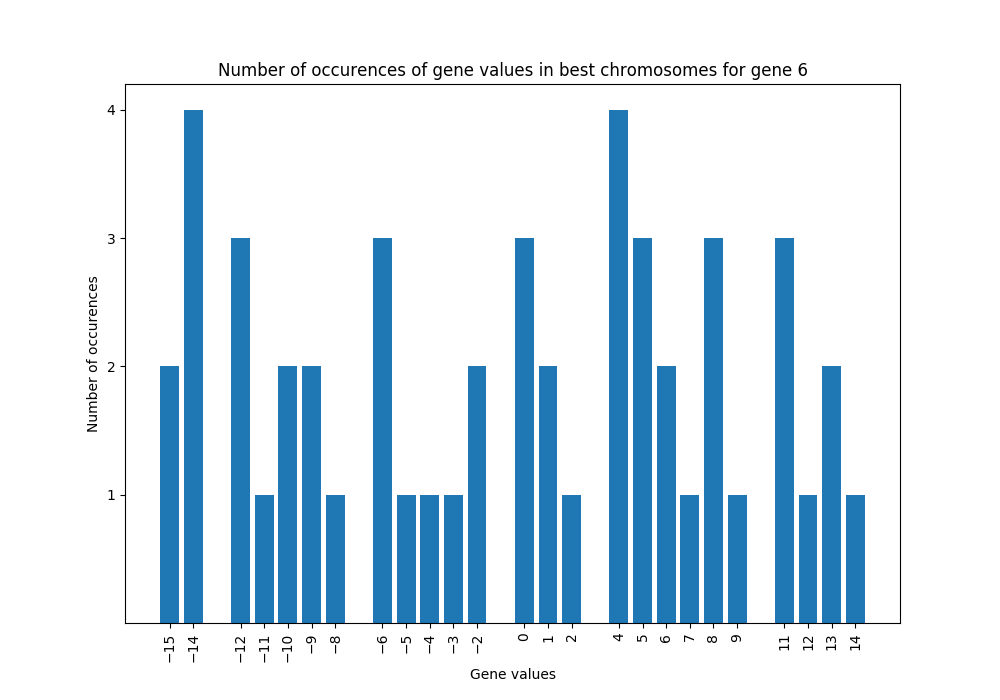 Number of occurences of gene values in best chromosomes for gene 6
Number of occurences
4
3
2
1
−15 −14 −12 −11 −10 −9 −8 −6 −5 −4 −3 −2 0 1 2 4 5 6 7 8 9 11 12 13 14
Gene values